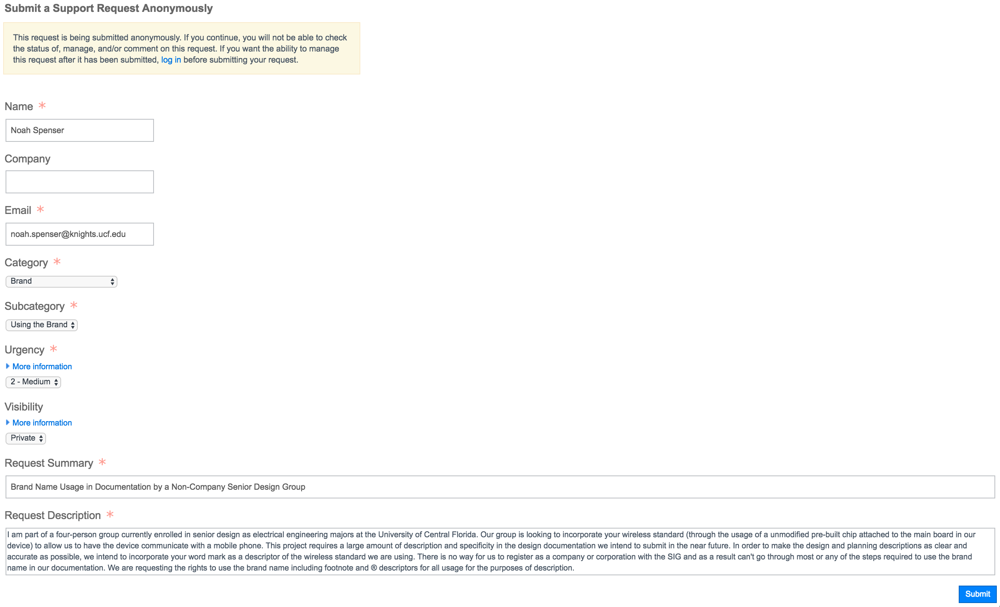 Submit a Support Request Anonymously
This request is being submitted anonymously. If you continue, you will not be able to check
the status of, manage, and/or comment on this request. If you want the ability to manage
this request after it has been submitted, log in before submitting your request.
Name *
Noah Spenser
Company
Email *
noah.spenser@knights.ucf.edu
Category *
Brand
Subcategory *
Using the Brand
Urgency *
More information
2 - Medium
Visibility
More information
Private
Request Summary *
Brand Name Usage in Documentation by a Non-Company Senior Design Group
Request Description *
I am part of a four-person group currently enrolled in senior design as electrical engineering majors at the University of Central Florida. Our group is looking to incorporate your wireless standard (through the usage of a unmodified pre-built chip attached to the main board in our
device) to allow us to have the device communicate with a mobile phone. This project requires a large amount of description and specificity in the design documentation we intend to submit in the near future. In order to make the design and planning descriptions as clear and
accurate as possible, we intend to incorporate your word mark as a descriptor of the wireless standard we are using. There is no way for us to register as a company or corporation with the SIG and as a result can't go through most or any of the steps required to use the brand
name in our documentation. We are requesting the rights to use the brand name including footnote and ® descriptors for all usage for the purposes of description.
Submit